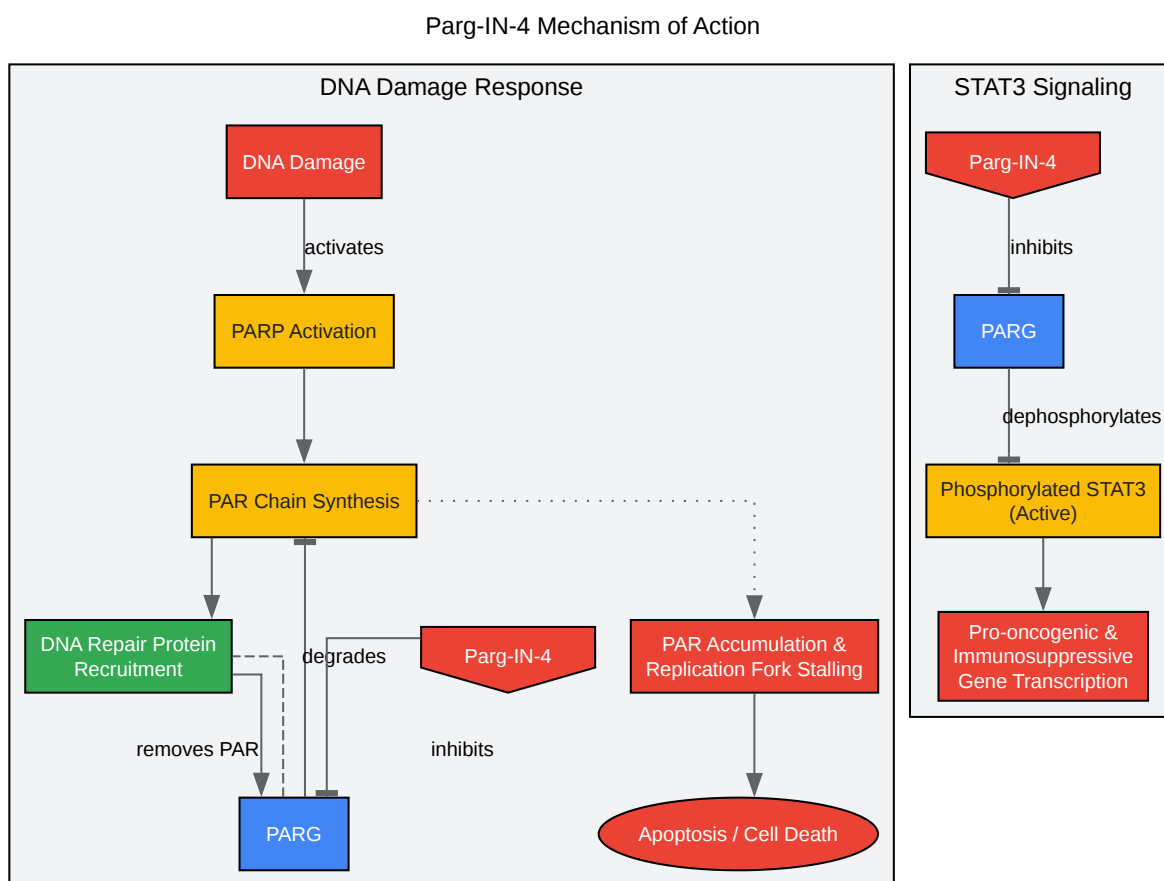 Parg-IN-4 Mechanism of Action
DNA Damage Response
DNA Damage
activates
PARP Activation
PAR Chain Synthesis
DNA Repair Protein
Recruitment
degrades
Parg-IN-4
PAR Accumulation &
Replication Fork Stalling
removes PAR
inhibits
PARG
Apoptosis / Cell Death
STAT3 Signaling
Parg-IN-4
inhibits
PARG
dephosphorylates
Phosphorylated STAT3
(Active)
Pro-oncogenic &
Immunosuppressive
Gene Transcription